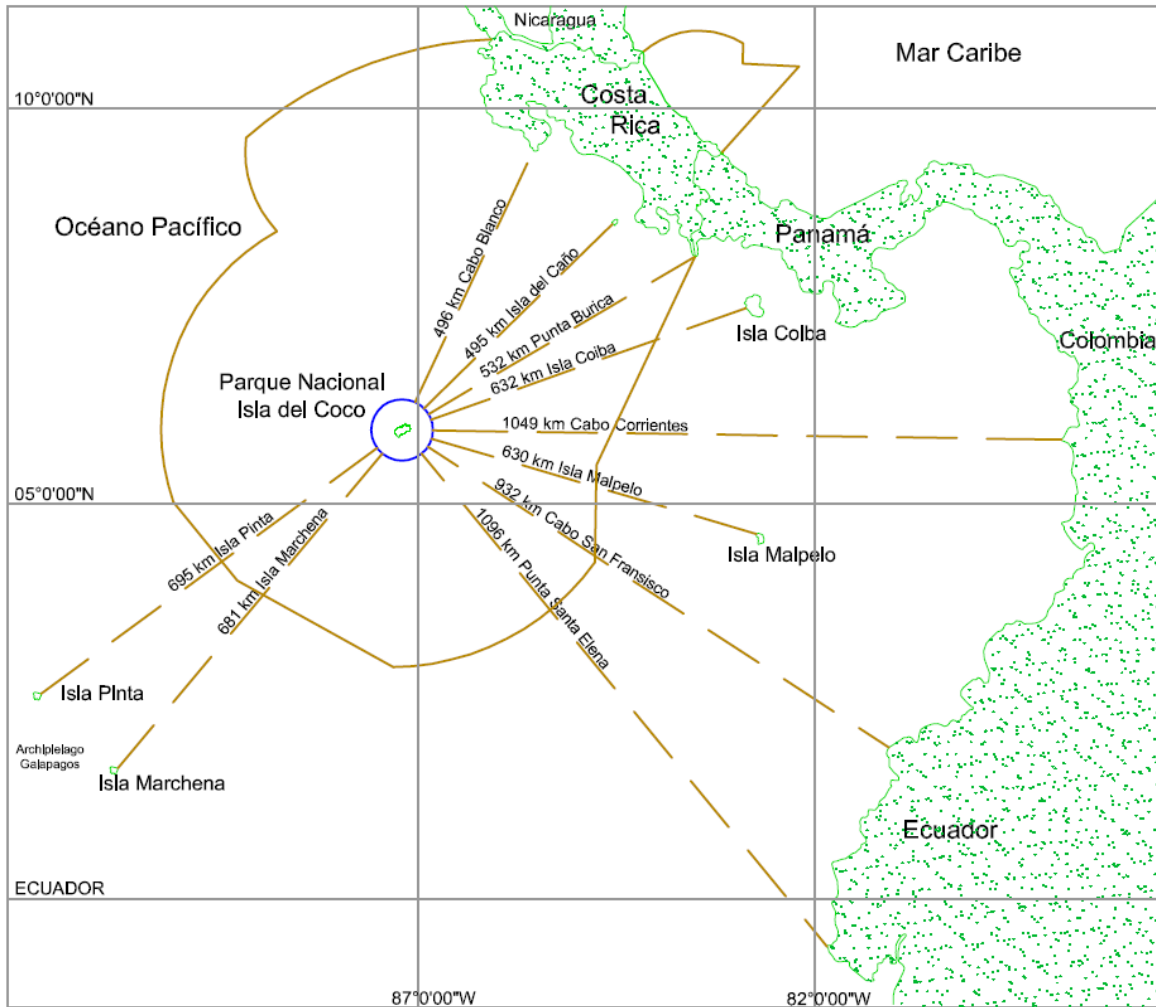 Nicaragua
Mar Caribe
10°0'00"N
Costa
Rica
Océano Pacífico
Panamá
496 km Cabo Blanco
495 km Isla del Caño
532 km Punta Burica
632 km Isla Coiba
Isla Colba
Colombia
Parque Nacional
Isla del Coco
1049 km Cabo Corrientes
630 km Isla Malpelo
932 km Cabo San Fransisco
1096 km Punta Santa Elena
05°0'00"N
695 km Isla Pinta
681 km Isla Marchena
Isla Malpelo
Isla PInta
Archiplelago
Galapagos
Isla Marchena
Ecuador
ECUADOR
87°0'00"W
82°0'00"W